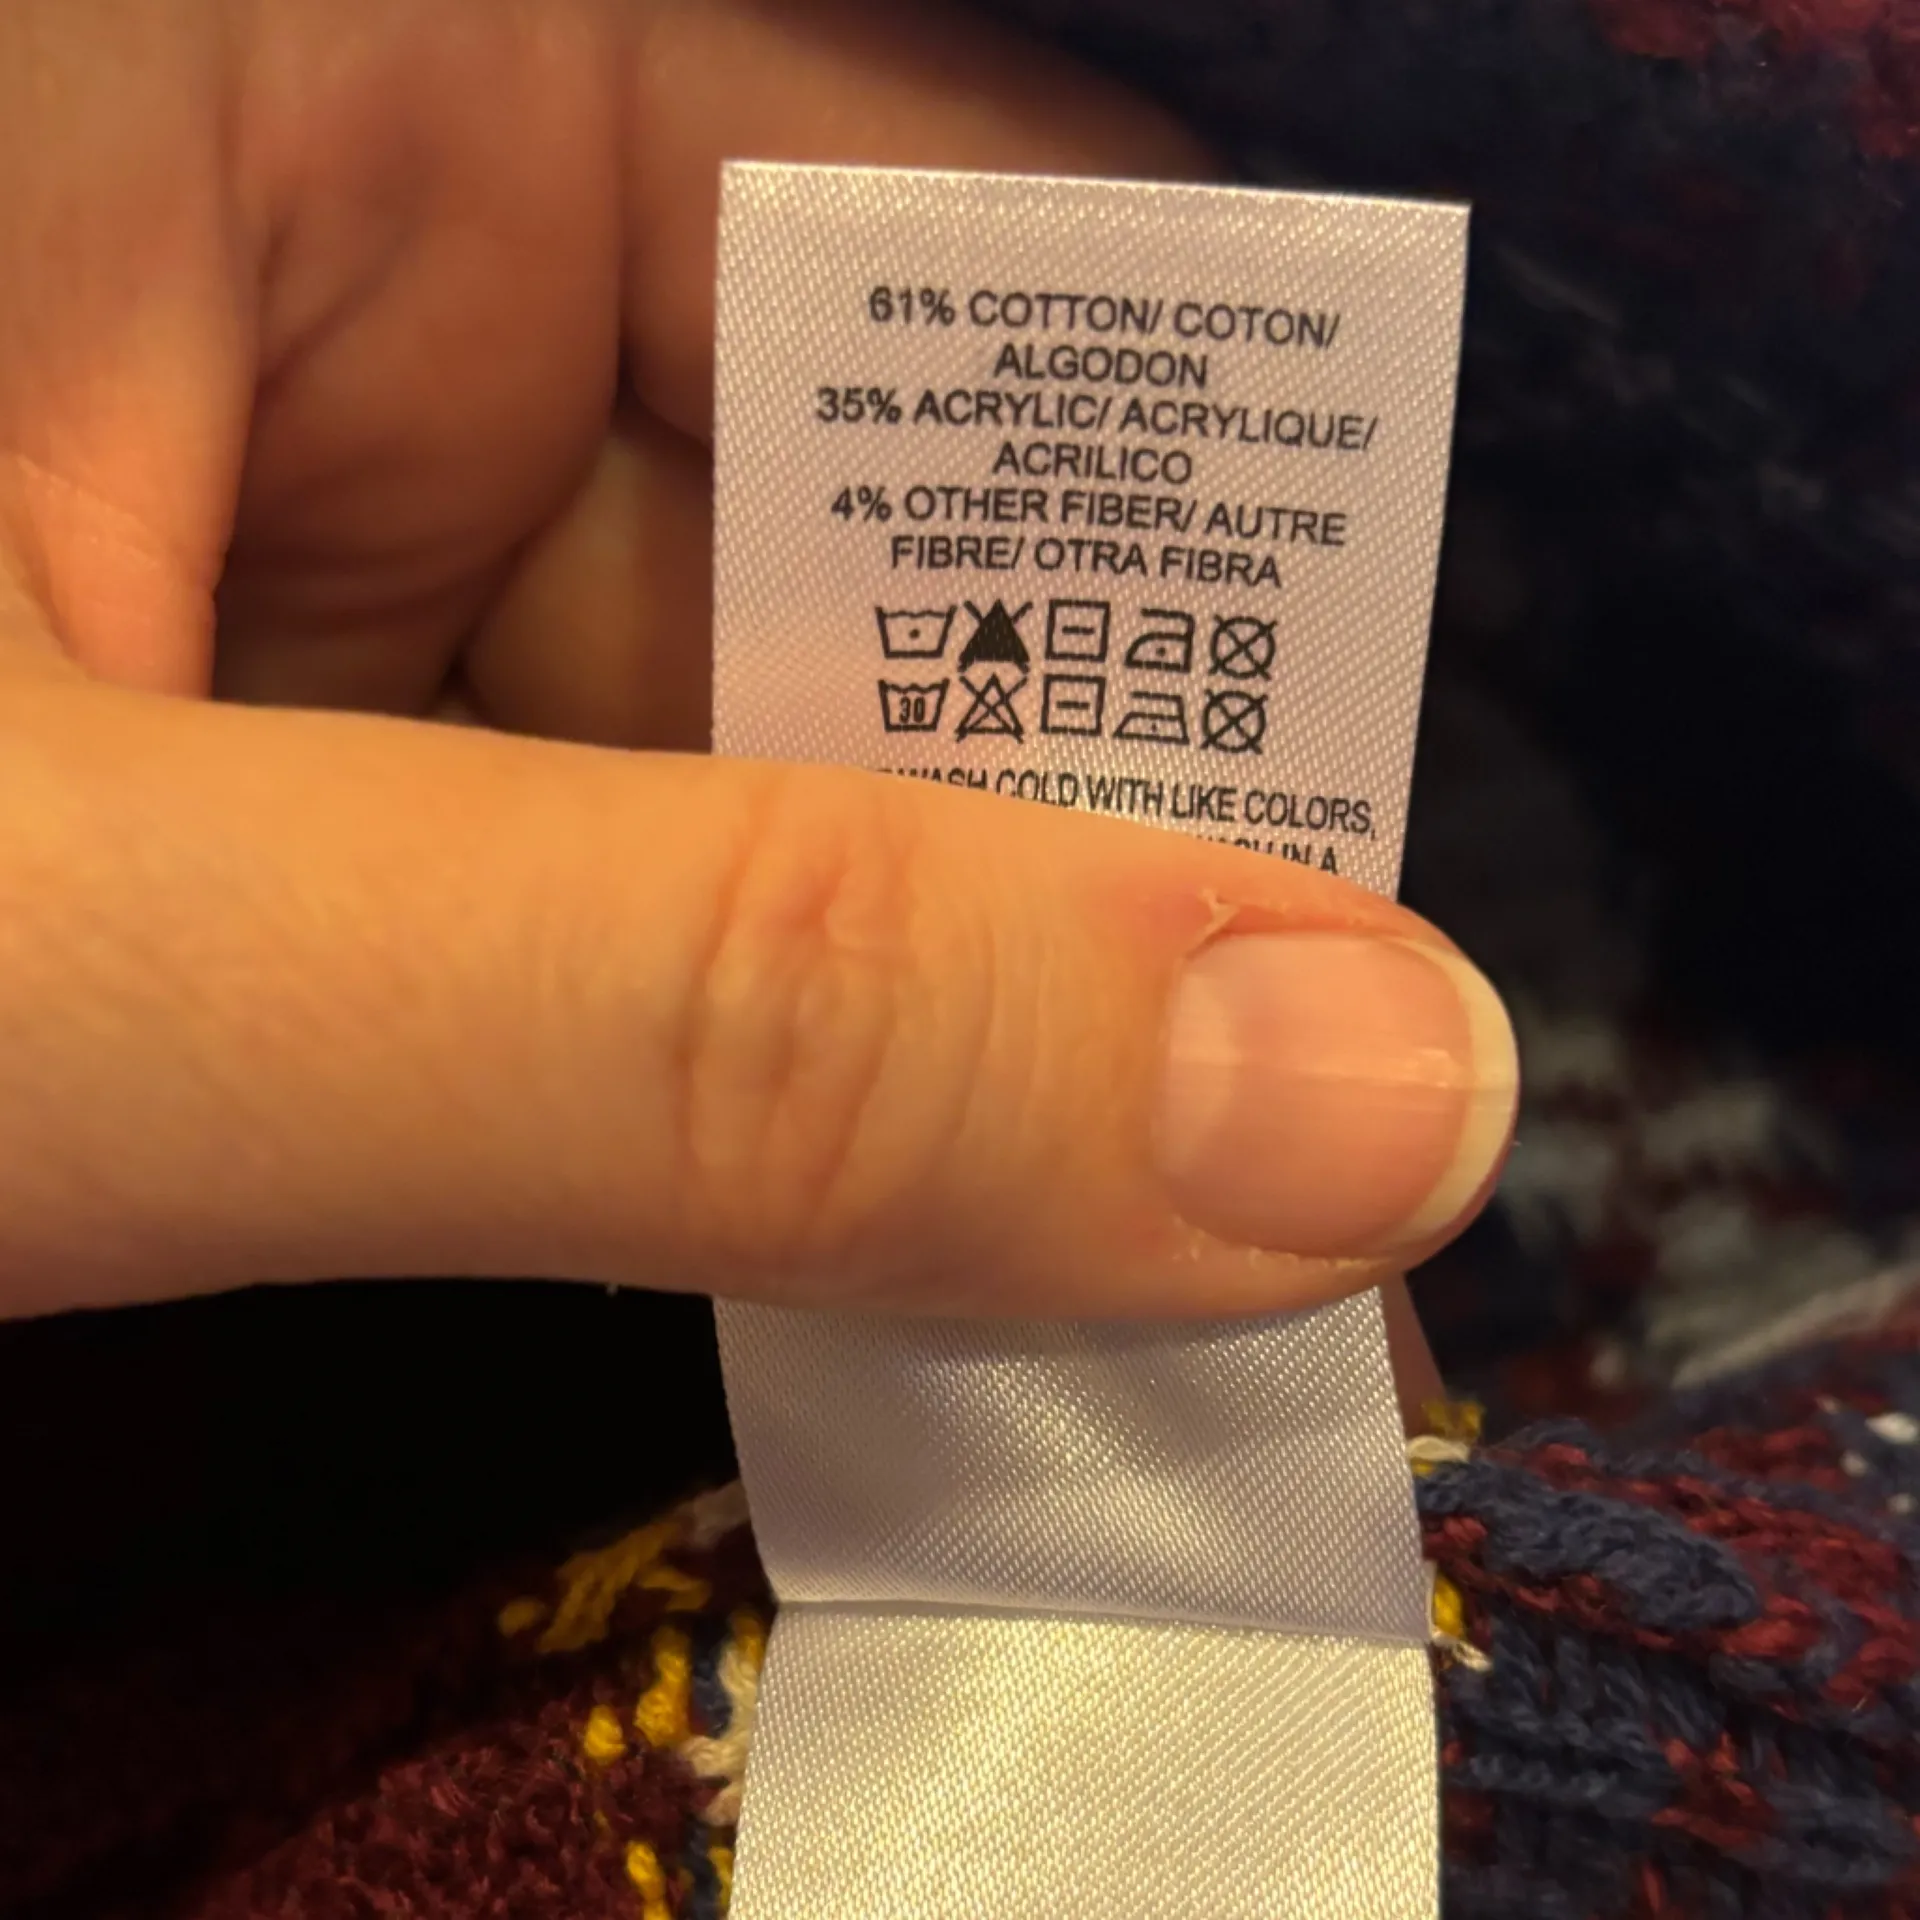 61% COTTON/ COTON/
ALGODON
35% ACRYLIC/ ACRYLIQUE/
ACRILICO
4% OTHER FIBER/ AUTRE
FIBRE/ OTRA FIBRA
30
WASH COLD WITH LIKE COLORS,
IN A